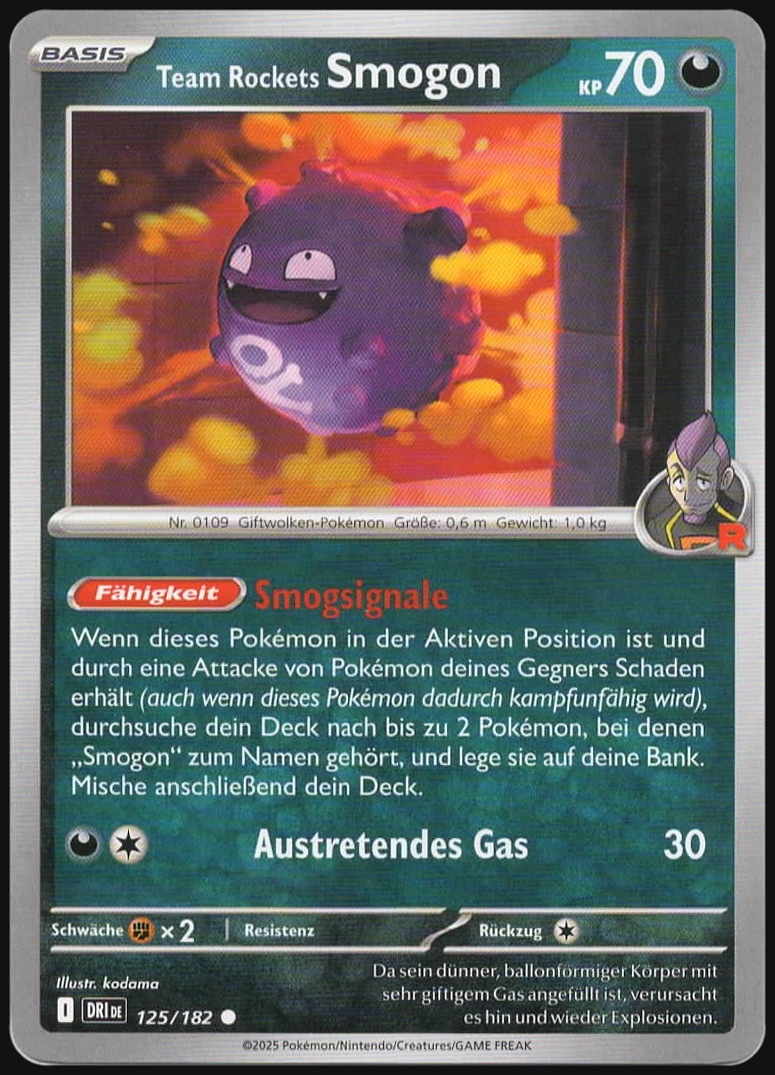 BASIS
Team Rockets Smogon
KP 70
Nr. 0109 Giftwolken-Pokémon Größe: 0,6 m Gewicht: 1,0 kg
R
Fähigkeit Smogsignale
Wenn dieses Pokémon in der Aktiven Position ist und
durch eine Attacke von Pokémon deines Gegners Schaden
erhält (auch wenn dieses Pokémon dadurch kampfunfähig wird),
durchsuche dein Deck nach bis zu 2 Pokémon, bei denen
„Smogon“ zum Namen gehört, und lege sie auf deine Bank.
Mische anschließend dein Deck.
Austretendes Gas 30
Schwäche x2 Resistenz Rückzug
Illustr. kodama
Da sein dünner, ballonförmiger Körper mit
sehr giftigem Gas angefüllt ist, verursacht
es hin und wieder Explosionen.
I DRI DE 125/182
©2025 Pokémon/Nintendo/Creatures/GAME FREAK